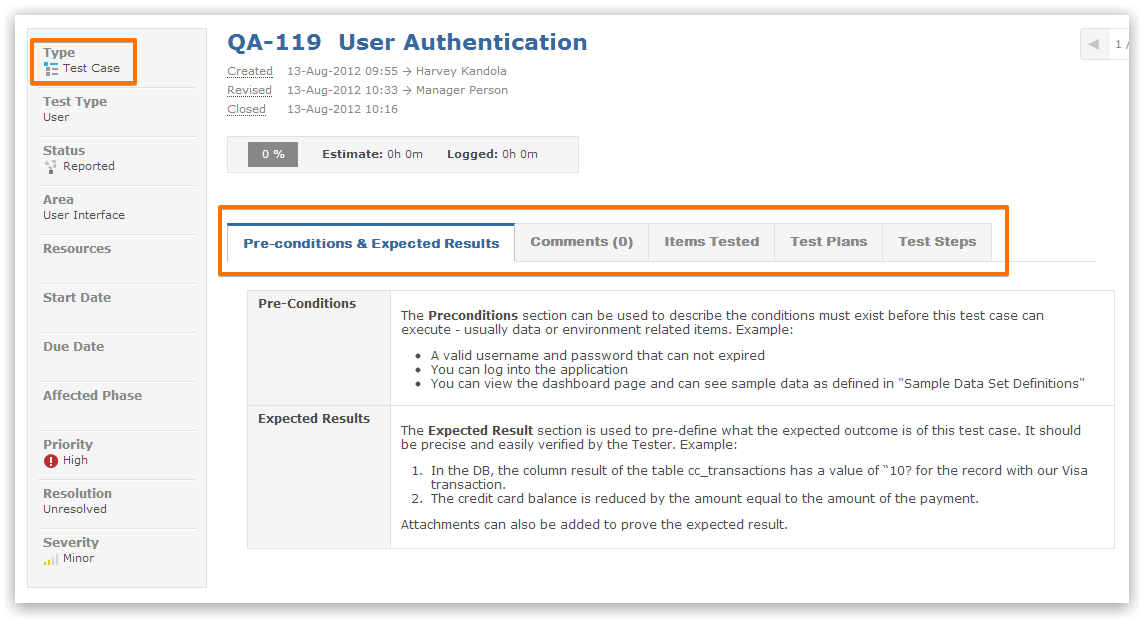 Type
Test Case
Test Type
User
Status
Reported
Area
User Interface
Resources
Start Date
Due Date
Affected Phase
Priority
High
Resolution
Unresolved
Severity
Minor
QA-119 User Authentication
Created 13-Aug-2012 09:55 → Harvey Kandola
Revised 13-Aug-2012 10:33 → Manager Person
Closed 13-Aug-2012 10:16
1 /
0 % Estimate: 0h 0m Logged: 0h 0m
Pre-conditions & Expected Results Comments (0) Items Tested Test Plans Test Steps
Pre-Conditions
The Preconditions section can be used to describe the conditions must exist before this test case can
execute - usually data or environment related items. Example:
• A valid username and password that can not expired
• You can log into the application
• You can view the dashboard page and can see sample data as defined in "Sample Data Set Definitions"
Expected Results
The Expected Result section is used to pre-define what the expected outcome is of this test case. It should
be precise and easily verified by the Tester. Example:
1. In the DB, the column result of the table cc_transactions has a value of “10? for the record with our Visa
transaction.
2. The credit card balance is reduced by the amount equal to the amount of the payment.
Attachments can also be added to prove the expected result.